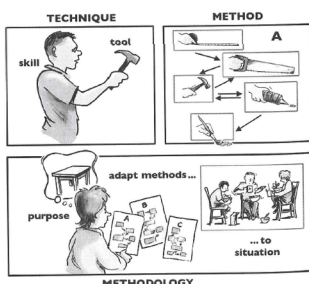 TECHNIQUE
tool
skill
METHOD
A
adapt methods...
purpose
A
B
C
...to
situation
METHODOLOGY